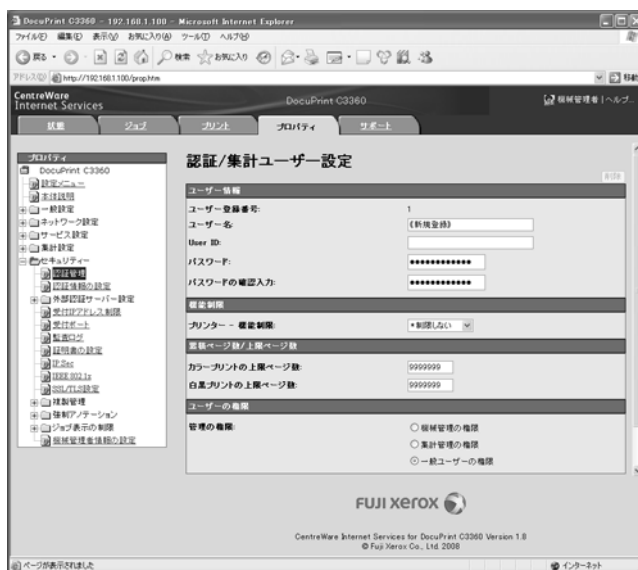 DocuPrint C3360 - 192.168.1.100 - Microsoft Internet Explorer
ファイル(F) 編集(E) 表示(V) お気に入り(A) ツール(T) ヘルプ(H)
戻る 検索 お気に入り
アドレス(D) http://192.168.1.100/prop.htm 移動
CentreWare
Internet Services
DocuPrint C3360
機械管理者 | ヘルプ
状態 ジョブ プリント プロパティ サポート
プロパティ
DocuPrint C3360
設定メニュー
本体説明
一般設定
ネットワーク設定
サービス設定
集計設定
セキュリティー
認証管理
認証情報の設定
外部認証サーバー設定
受付IPアドレス制限
受付ポート
監査ログ
証明書の設定
IP Sec
IEEE 802.1x
SSL/TLS設定
複製管理
強制アノテーション
ジョブ表示の制限
機械管理者情報の設定
認証/集計ユーザー設定
削除
ユーザー情報
ユーザー登録番号: 1
ユーザー名: (新規登録)
User ID:
パスワード: ●●●●●●●●●●●●
パスワードの確認入力: ●●●●●●●●●●●●
機能制限
プリンター - 機能制限: *制限しない
累積ページ数/上限ページ数
カラープリントの上限ページ数: 9999999
白黒プリントの上限ページ数: 9999999
ユーザーの権限
管理の権限: 機械管理の権限
集計管理の権限
一般ユーザーの権限
FUJI XEROX
CentreWare Internet Services for DocuPrint C3360 Version 1.8
© Fuji Xerox Co., Ltd. 2008
ページが表示されました インターネット